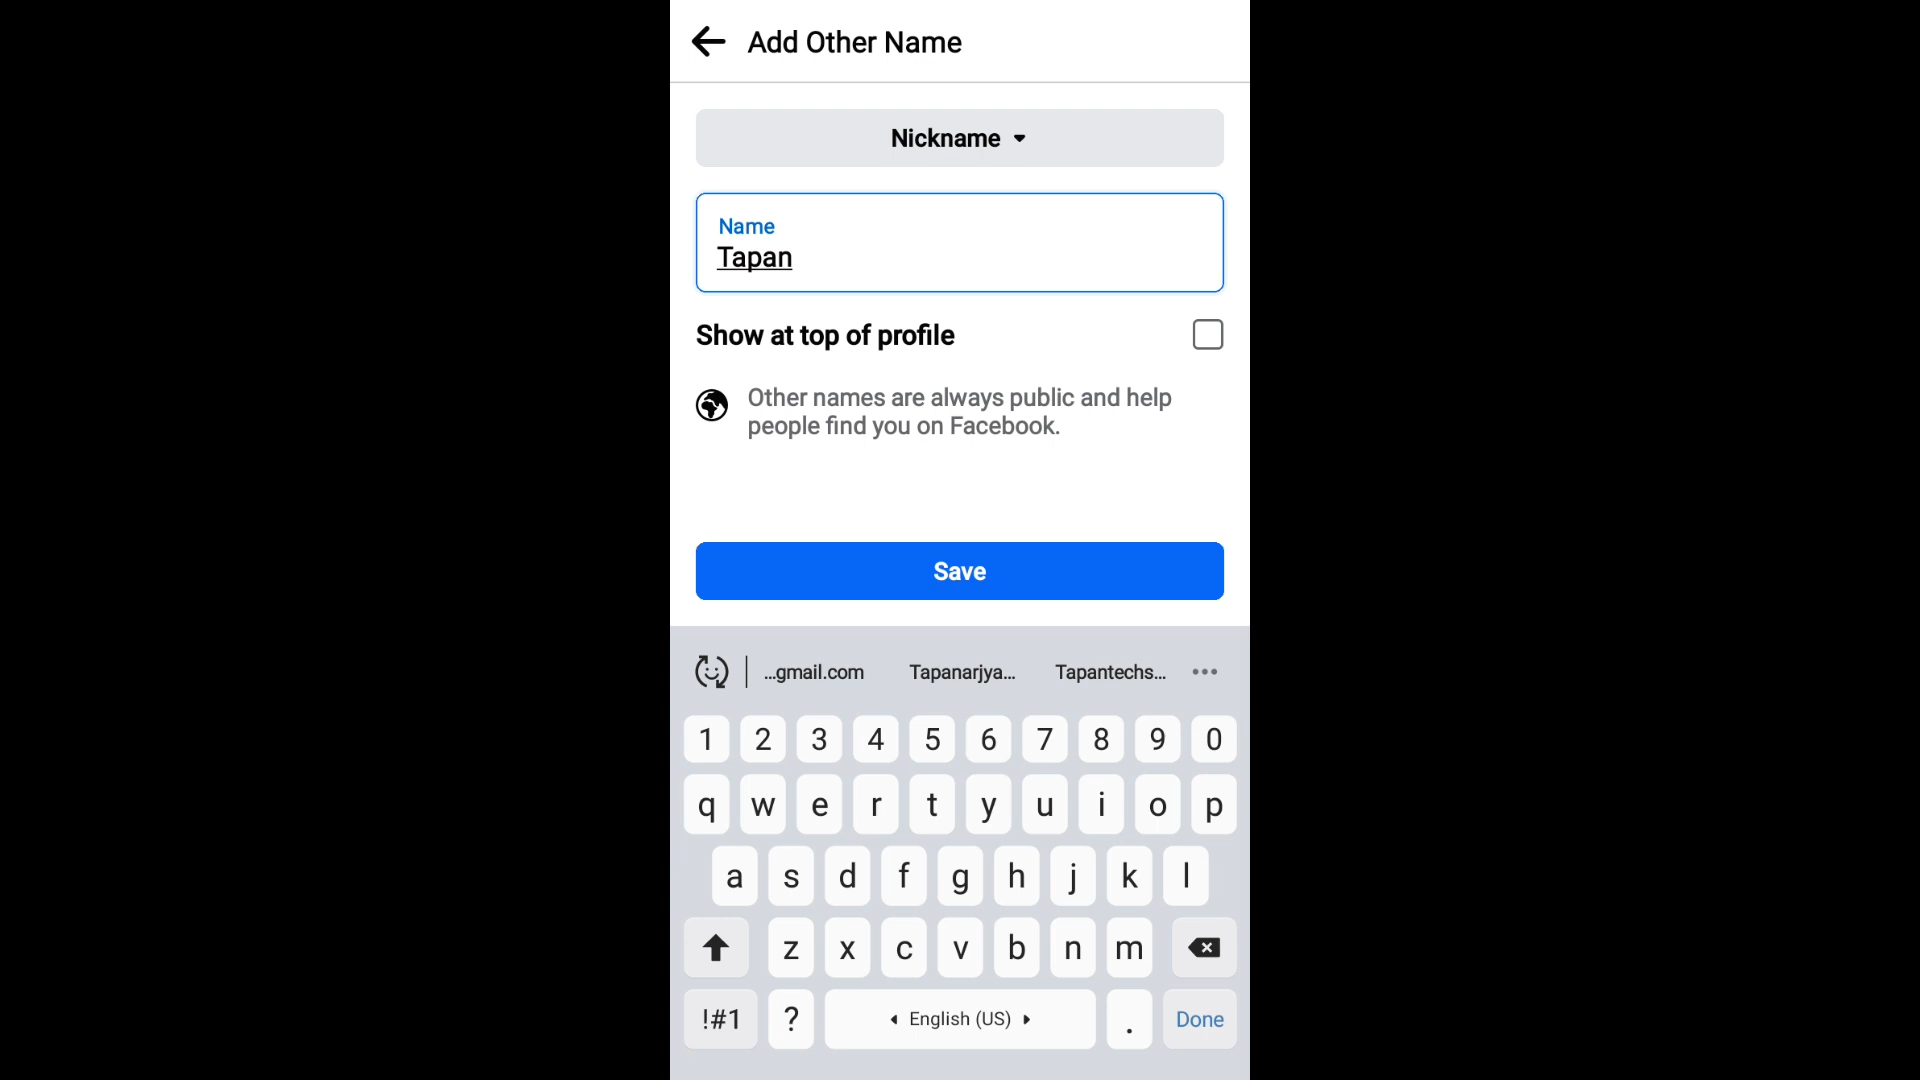 Add Other Name
Nickname
Name
Tapan
Show at top of profile
Other names are always public and help
people find you on Facebook.
Save
...gmail.com Tapanarjya... Tapantechs...
1 2 3 4 5 6 7 8 9 0
q w e r t y u i o p
a s d f g h j k l
z x c v b n m
!#1 ? English (US) . Done